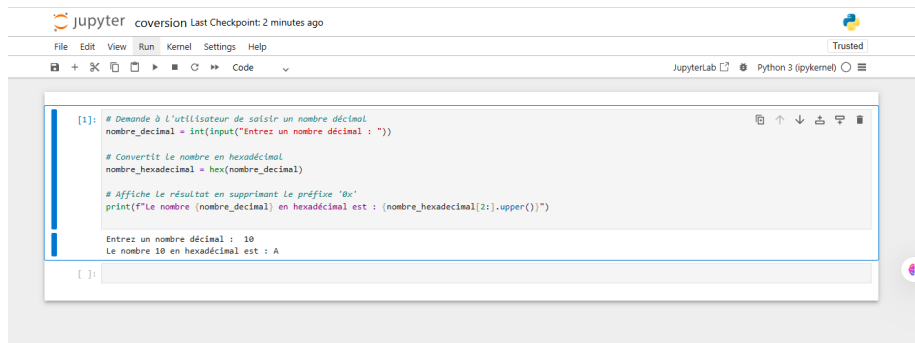 jupyter coversion Last Checkpoint: 2 minutes ago
File Edit View Run Kernel Settings Help Trusted
Code JupyterLab Python 3 (ipykernel)
[1]: # Demande à l'utilisateur de saisir un nombre décimal
nombre_decimal = int(input("Entrez un nombre décimal : "))
# Convertit le nombre en hexadécimal
nombre_hexadecimal = hex(nombre_decimal)
# Affiche le résultat en supprimant le préfixe '0x'
print(f"Le nombre {nombre_decimal} en hexadécimal est : {nombre_hexadecimal[2:].upper()}")
Entrez un nombre décimal : 10
Le nombre 10 en hexadécimal est : A
[ ]: